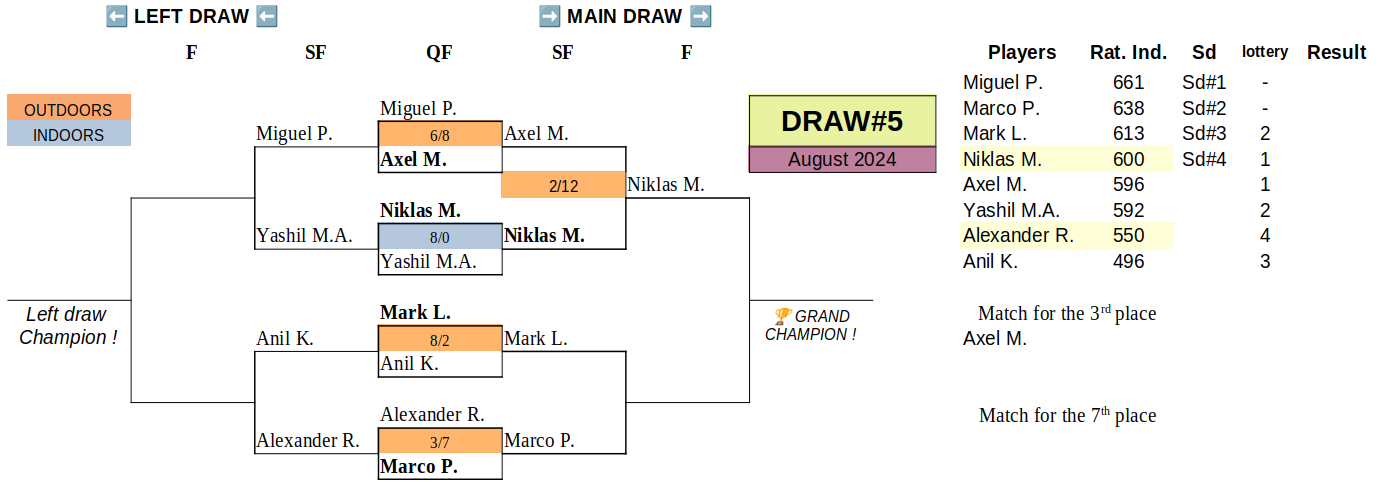 ⬅️ LEFT DRAW ⬅️ ➡️ MAIN DRAW ➡️
F SF QF SF F Players Rat. Ind. Sd lottery Result
Miguel P. 661 Sd#1 -
OUTDOORS Miguel P. Marco P. 638 Sd#2 -
INDOORS Miguel P. 6/8 Axel M. DRAW#5 Mark L. 613 Sd#3 2
Axel M. August 2024 Niklas M. 600 Sd#4 1
2/12 Niklas M. Axel M. 596 1
Niklas M. Yashil M.A. 592 2
Yashil M.A. 8/0 Niklas M. Alexander R. 550 4
Yashil M.A. Anil K. 496 3
Left draw Mark L. 🏆 GRAND Match for the 3rd place
Champion ! Anil K. 8/2 Mark L. CHAMPION ! Axel M.
Anil K.
Alexander R. Match for the 7th place
Alexander R. 3/7 Marco P.
Marco P.